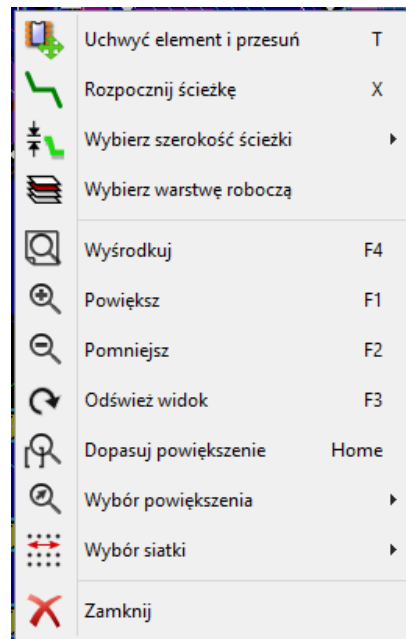 Uchwyć element i przesuń T
Rozpocznij ścieżkę X
Wybierz szerokość ścieżki
Wybierz warstwę roboczą
Wyśrodkuj F4
Powiększ F1
Pomniejsz F2
Odśwież widok F3
Dopasuj powiększenie Home
Wybór powiększenia
Wybór siatki
Zamknij